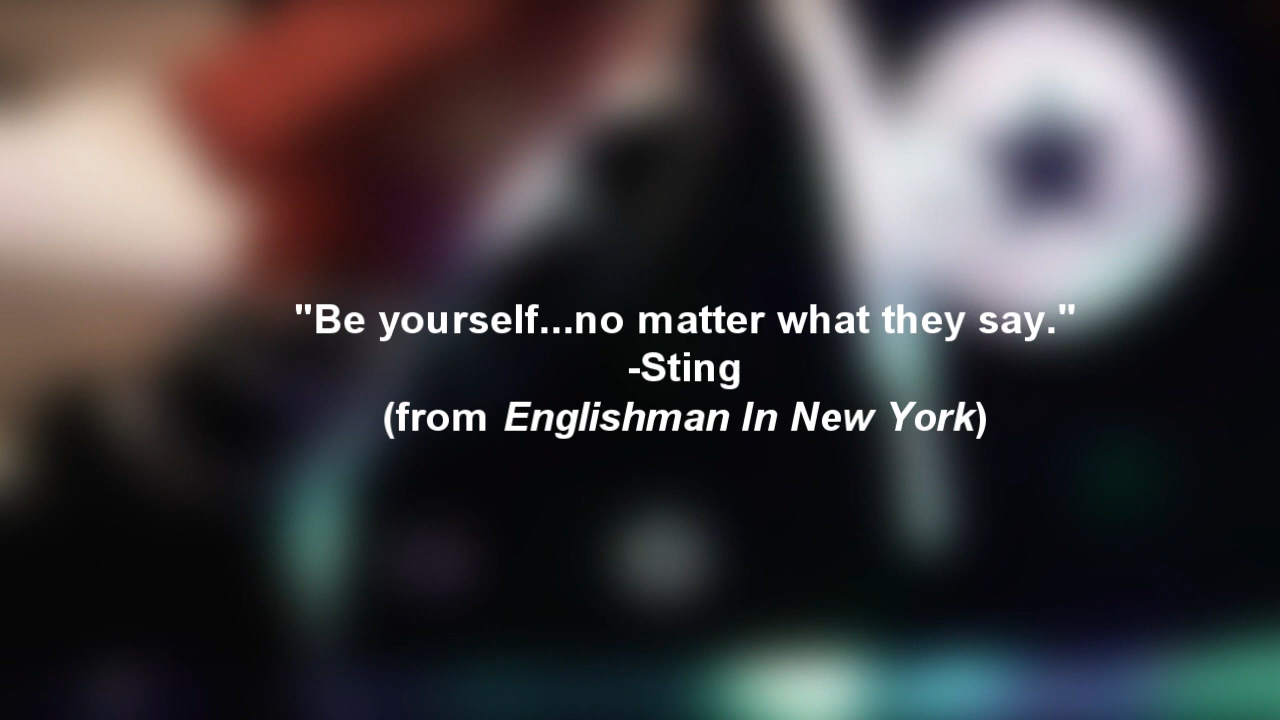 "Be yourself...no matter what they say."
-Sting
(from Englishman In New York)